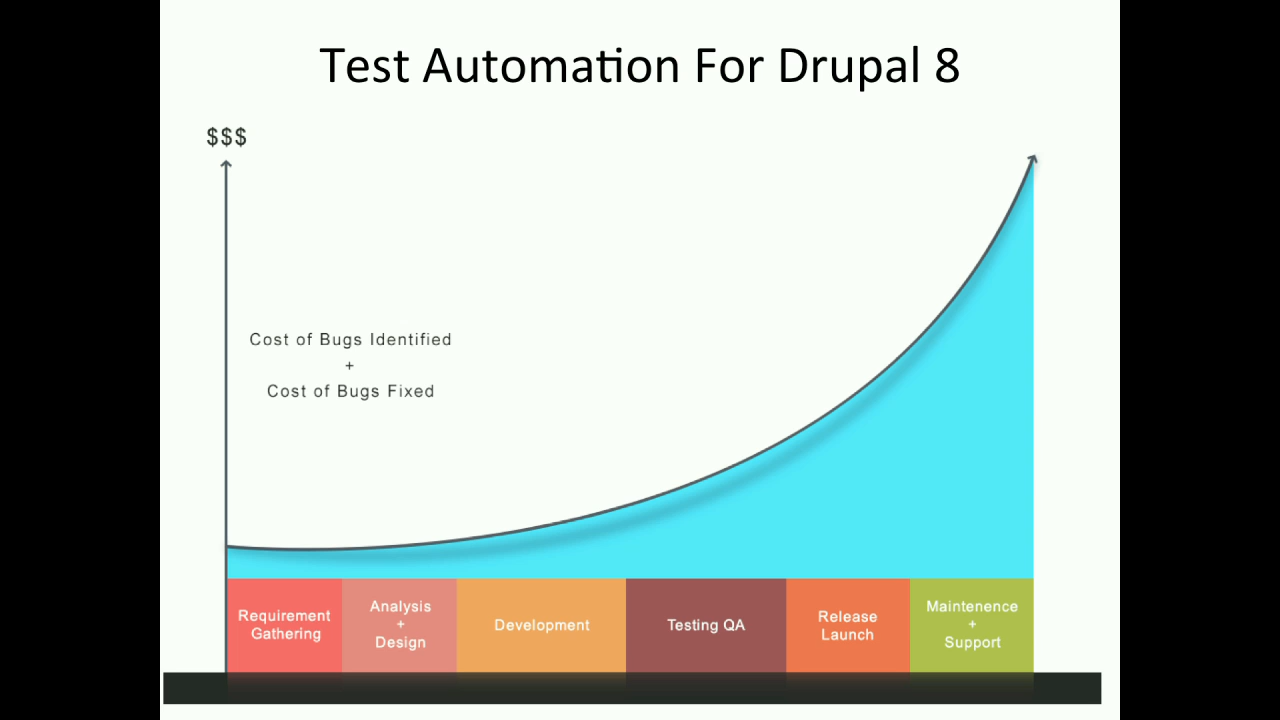 Test Automation For Drupal 8
$$$
Cost of Bugs Identified
+
Cost of Bugs Fixed
Requirement
Gathering
Analysis
+
Design
Development
Testing QA
Release
Launch
Maintenence
+
Support